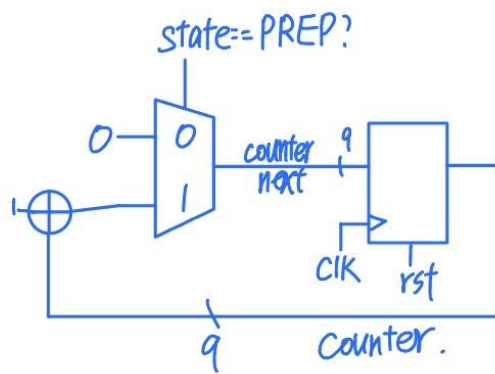 state==PREP?
0
0
1
1
counter
next
9
CLK
rst
9
counter.